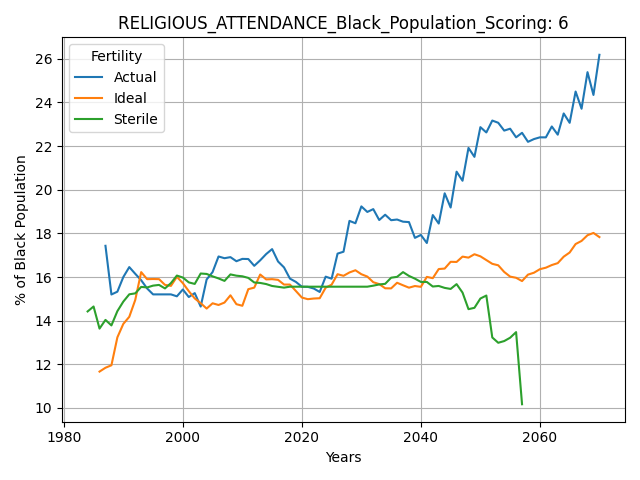 RELIGIOUS_ATTENDANCE_Black_Population_Scoring: 6
Fertility
Actual
Ideal
Sterile
% of Black Population
26
24
22
20
18
16
14
12
10
1980
2000
2020
2040
2060
Years